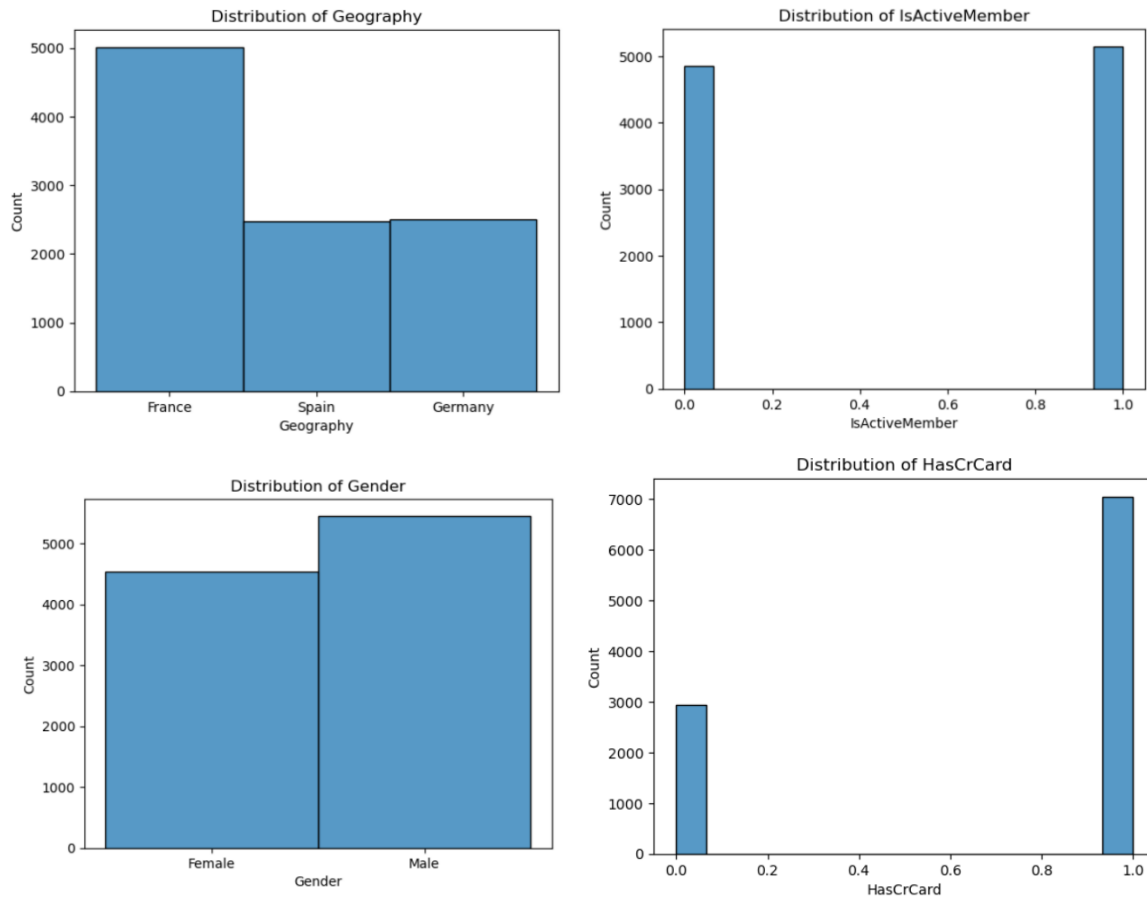 Distribution of Geography
5000
4000
3000
2000
1000
0
Count
France Spain Germany
Geography
Distribution of IsActiveMember
5000
4000
3000
2000
1000
0
Count
0.0 0.2 0.4 0.6 0.8 1.0
IsActiveMember
Distribution of Gender
5000
4000
3000
2000
1000
0
Count
Female Male
Gender
Distribution of HasCrCard
7000
6000
5000
4000
3000
2000
1000
0
Count
0.0 0.2 0.4 0.6 0.8 1.0
HasCrCard